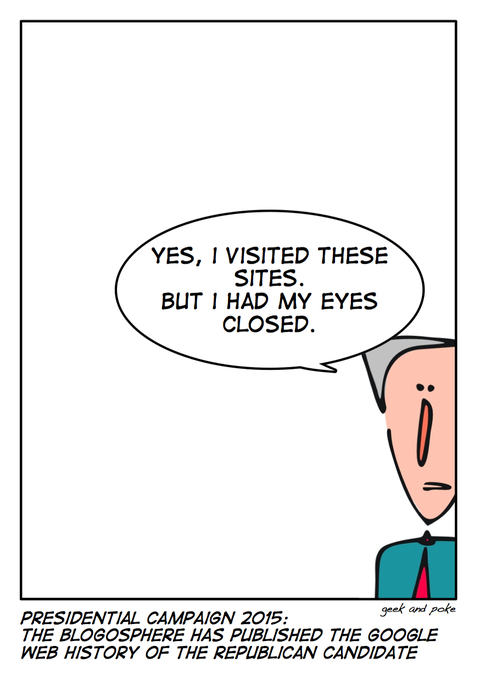 YES, I VISITED THESE
SITES.
BUT I HAD MY EYES
CLOSED.
geek and poke
PRESIDENTIAL CAMPAIGN 2015:
THE BLOGOSPHERE HAS PUBLISHED THE GOOGLE
WEB HISTORY OF THE REPUBLICAN CANDIDATE